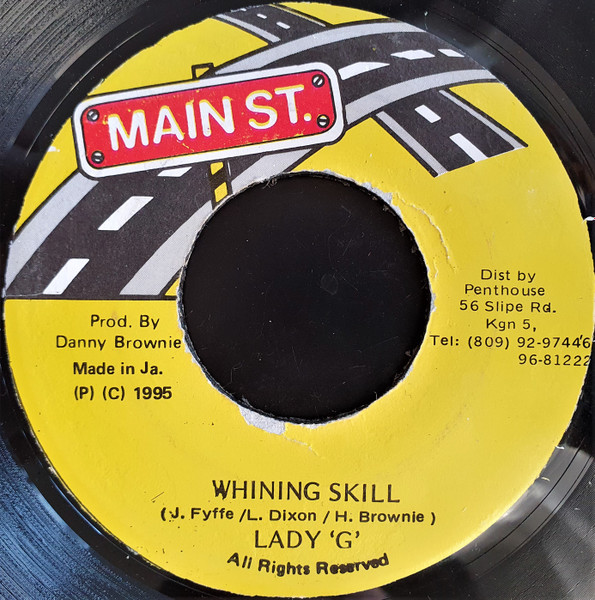 MAIN ST.
Prod. By
Danny Brownie
Made in Ja.
(P) (C) 1995
Dist by
Penthouse
56 Slipe Rd.
Kgn 5,
Tel: (809) 92-97446
96-81222
WHINING SKILL
(J. Fyffe /L. Dixon / H. Brownie )
LADY 'G'
All Rights Reserved